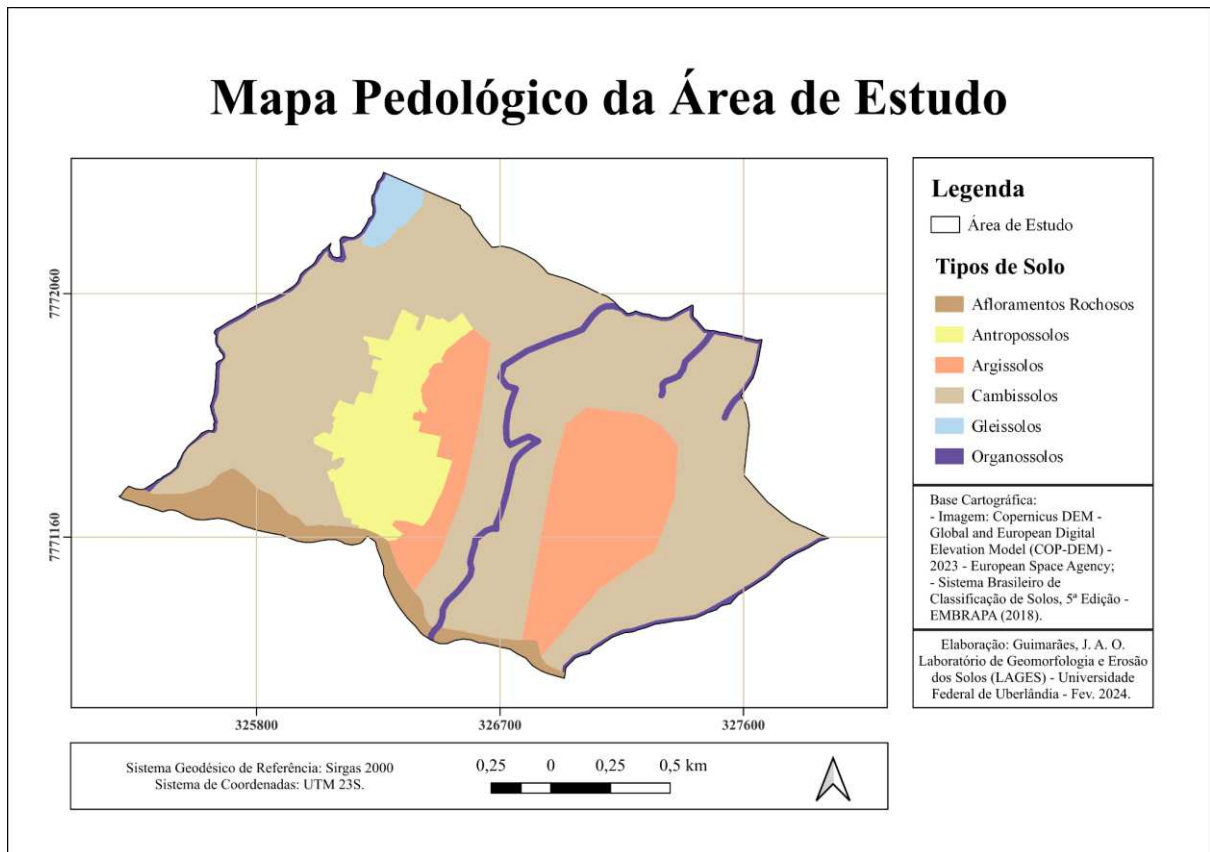 Mapa Pedológico da Área de Estudo
7772060
7771160
325800
326700
327600
Legenda
Área de Estudo
Tipos de Solo
Afloramentos Rochosos
Antropossolos
Argissolos
Cambissolos
Gleissolos
Organossolos
Base Cartográfica:
- Imagem: Copernicus DEM -
Global and European Digital
Elevation Model (COP-DEM) -
2023 - European Space Agency;
- Sistema Brasileiro de
Classificação de Solos, 5ª Edição -
EMBRAPA (2018).
Elaboração: Guimarães, J. A. O.
Laboratório de Geomorfologia e Erosão
dos Solos (LAGES) - Universidade
Federal de Uberlândia - Fev. 2024.
Sistema Geodésico de Referência: Sirgas 2000
Sistema de Coordenadas: UTM 23S.
0,25 0 0,25 0,5 km